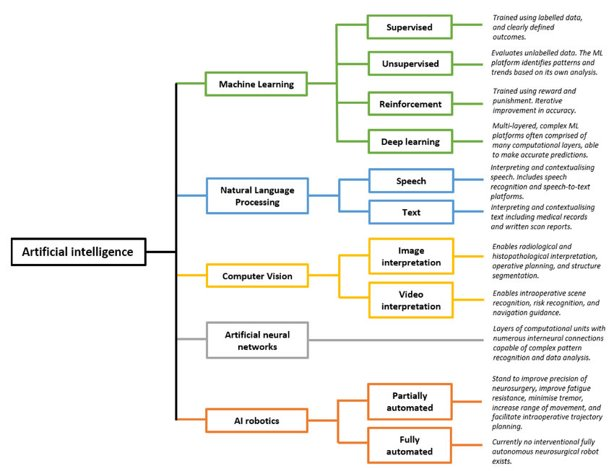 Artificial intelligence
Machine Learning
Supervised
Trained using labelled data,
and clearly defined
outcomes.
Unsupervised
Evaluates unlabelled data. The ML
platform identifies patterns and
trends based on its own analysis.
Reinforcement
Trained using reward and
punishment. Iterative
improvement in accuracy.
Deep learning
Multi-layered, complex ML
platforms often comprised of
many computational layers, able
to make accurate predictions.
Natural Language
Processing
Speech
Interpreting and contextualising
speech. Includes speech
recognition and speech-to-text
platforms.
Text
Interpreting and contextualising
text including medical records
and written scan reports.
Computer Vision
Image
interpretation
Enables radiological and
histopathological interpretation,
operative planning, and structure
segmentation.
Video
interpretation
Enables intraoperative scene
recognition, risk recognition, and
navigation guidance.
Artificial neural
networks
Layers of computational units with
numerous interneural connections
capable of complex pattern
recognition and data analysis.
AI robotics
Partially
automated
Stand to improve precision of
neurosurgery, improve fatigue
resistance, minimise tremor,
increase range of movement, and
facilitate intraoperative trajectory
planning.
Fully
automated
Currently no interventional fully
autonomous neurosurgical robot
exists.